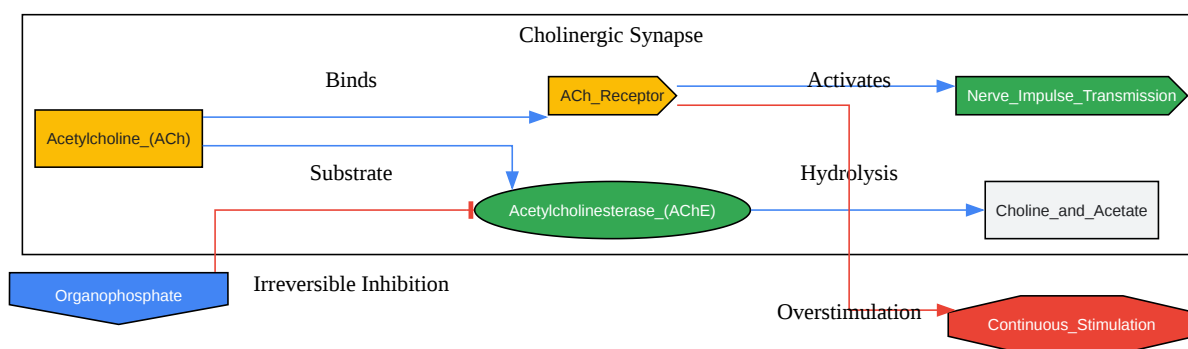 Cholinergic Synapse
Binds
Activates
ACh_Receptor
Nerve_Impulse_Transmission
Acetylcholine_(ACh)
Substrate
Hydrolysis
Acetylcholinesterase_(AChE)
Choline_and_Acetate
Irreversible Inhibition
Organophosphate
Overstimulation
Continuous_Stimulation